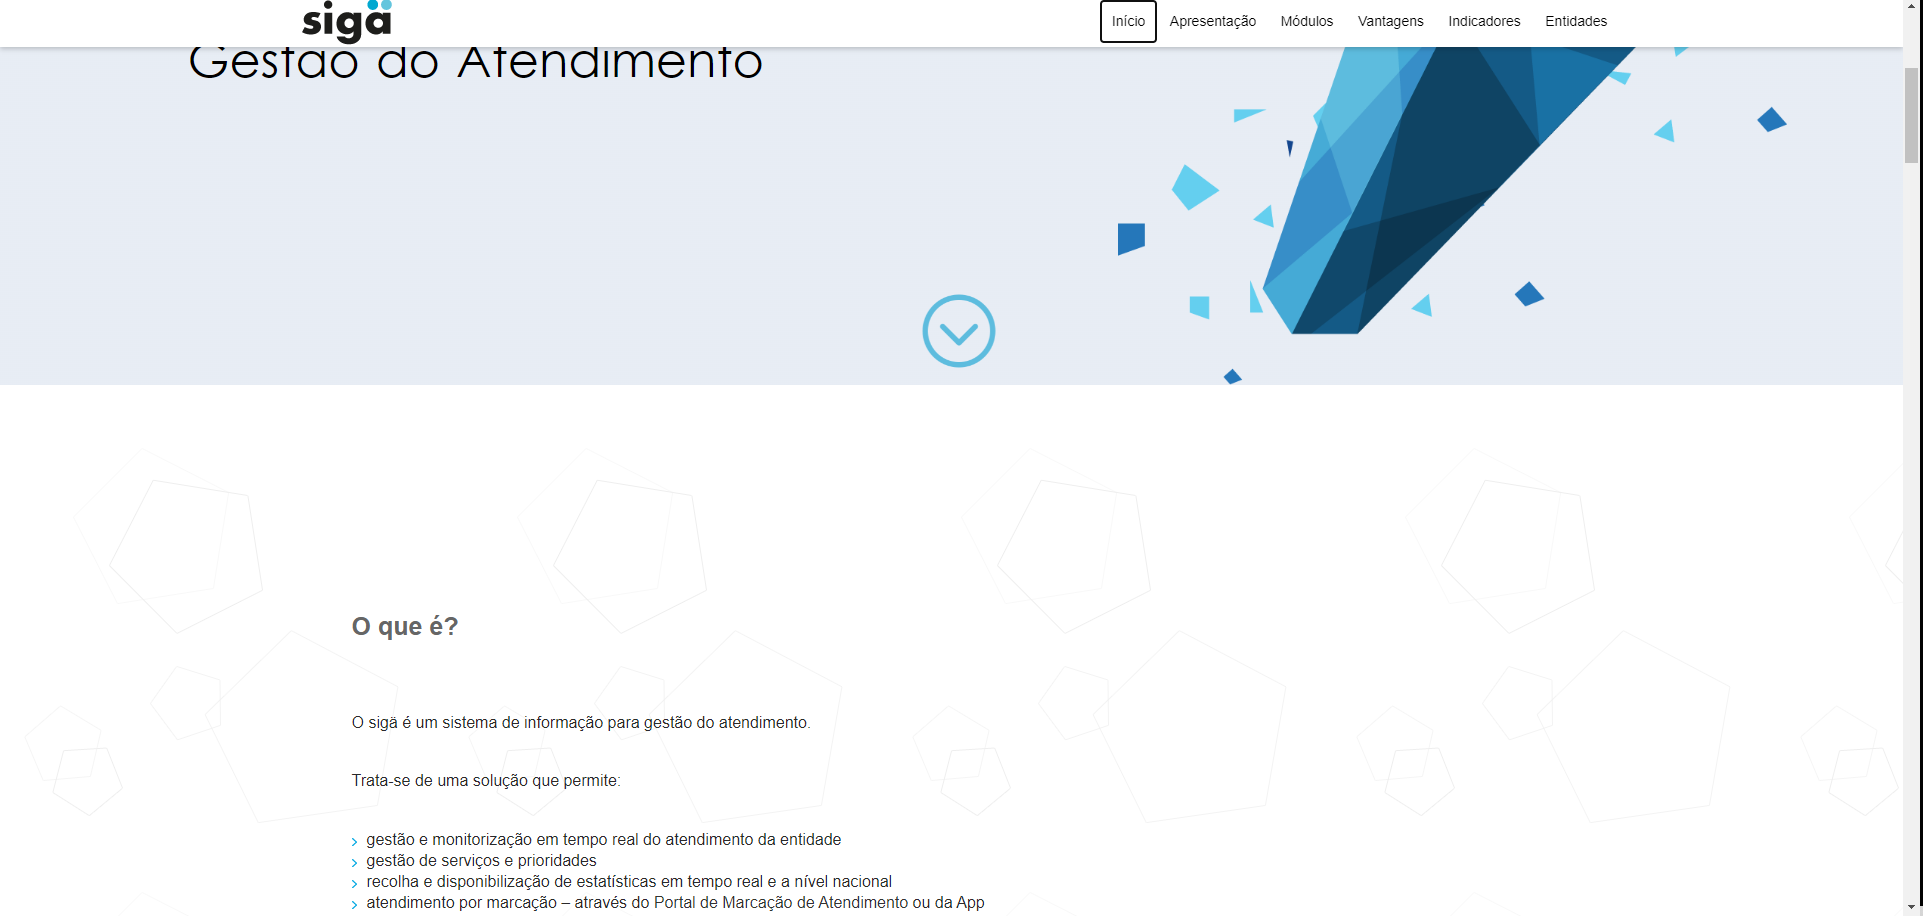 sigä
Início Apresentação Módulos Vantagens Indicadores Entidades
Gestão do Atendimento
O que é?
O sigä é um sistema de informação para gestão do atendimento.
Trata-se de uma solução que permite:
gestão e monitorização em tempo real do atendimento da entidade
gestão de serviços e prioridades
recolha e disponibilização de estatísticas em tempo real e a nível nacional
atendimento por marcação – através do Portal de Marcação de Atendimento ou da App